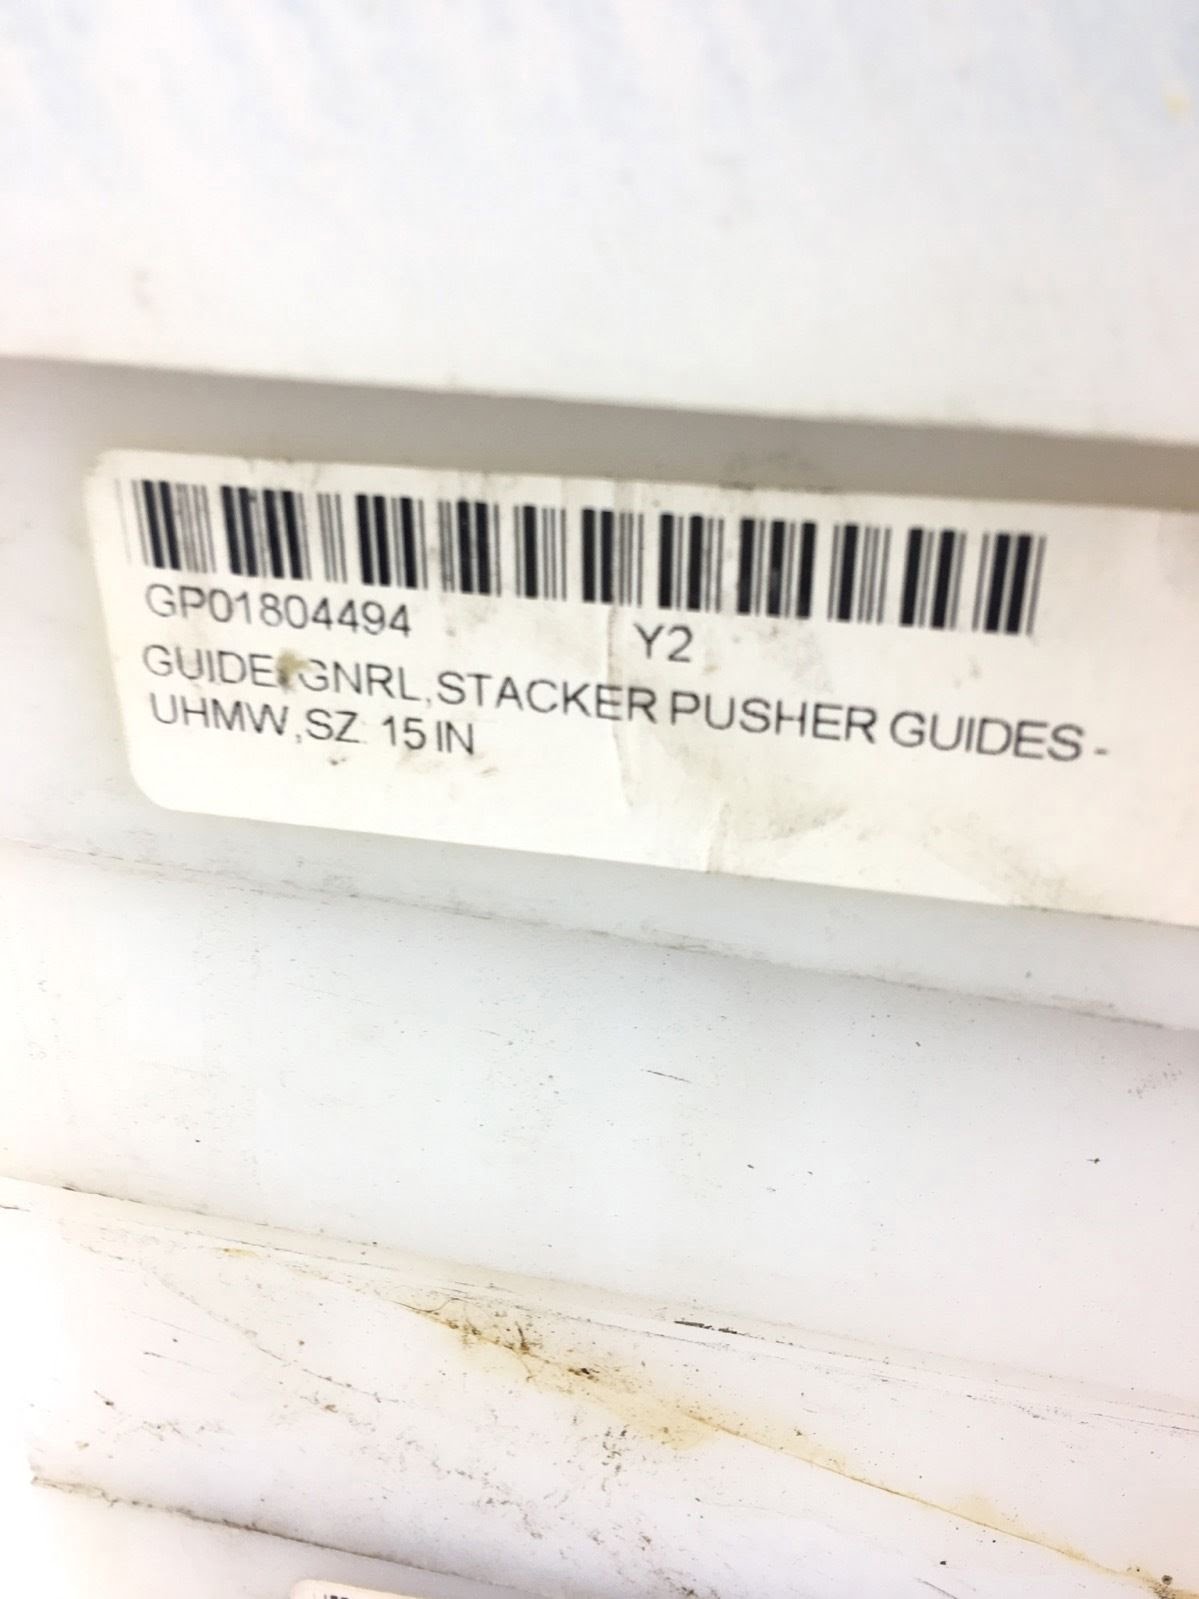 GP01804494 Y2
GUIDE, GNRL,STACKER PUSHER GUIDES -
UHMW,SZ: 15 IN